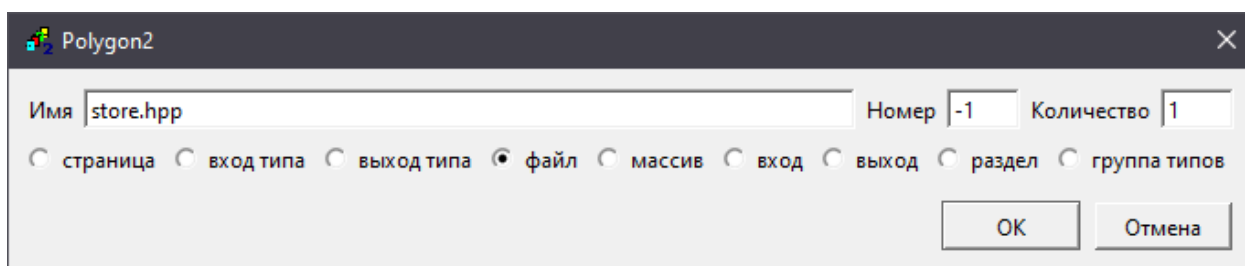 Polygon2
Имя store.hpp Номер -1 Количество 1
страница вход типа выход типа файл массив вход выход раздел группа типов
ОК Отмена